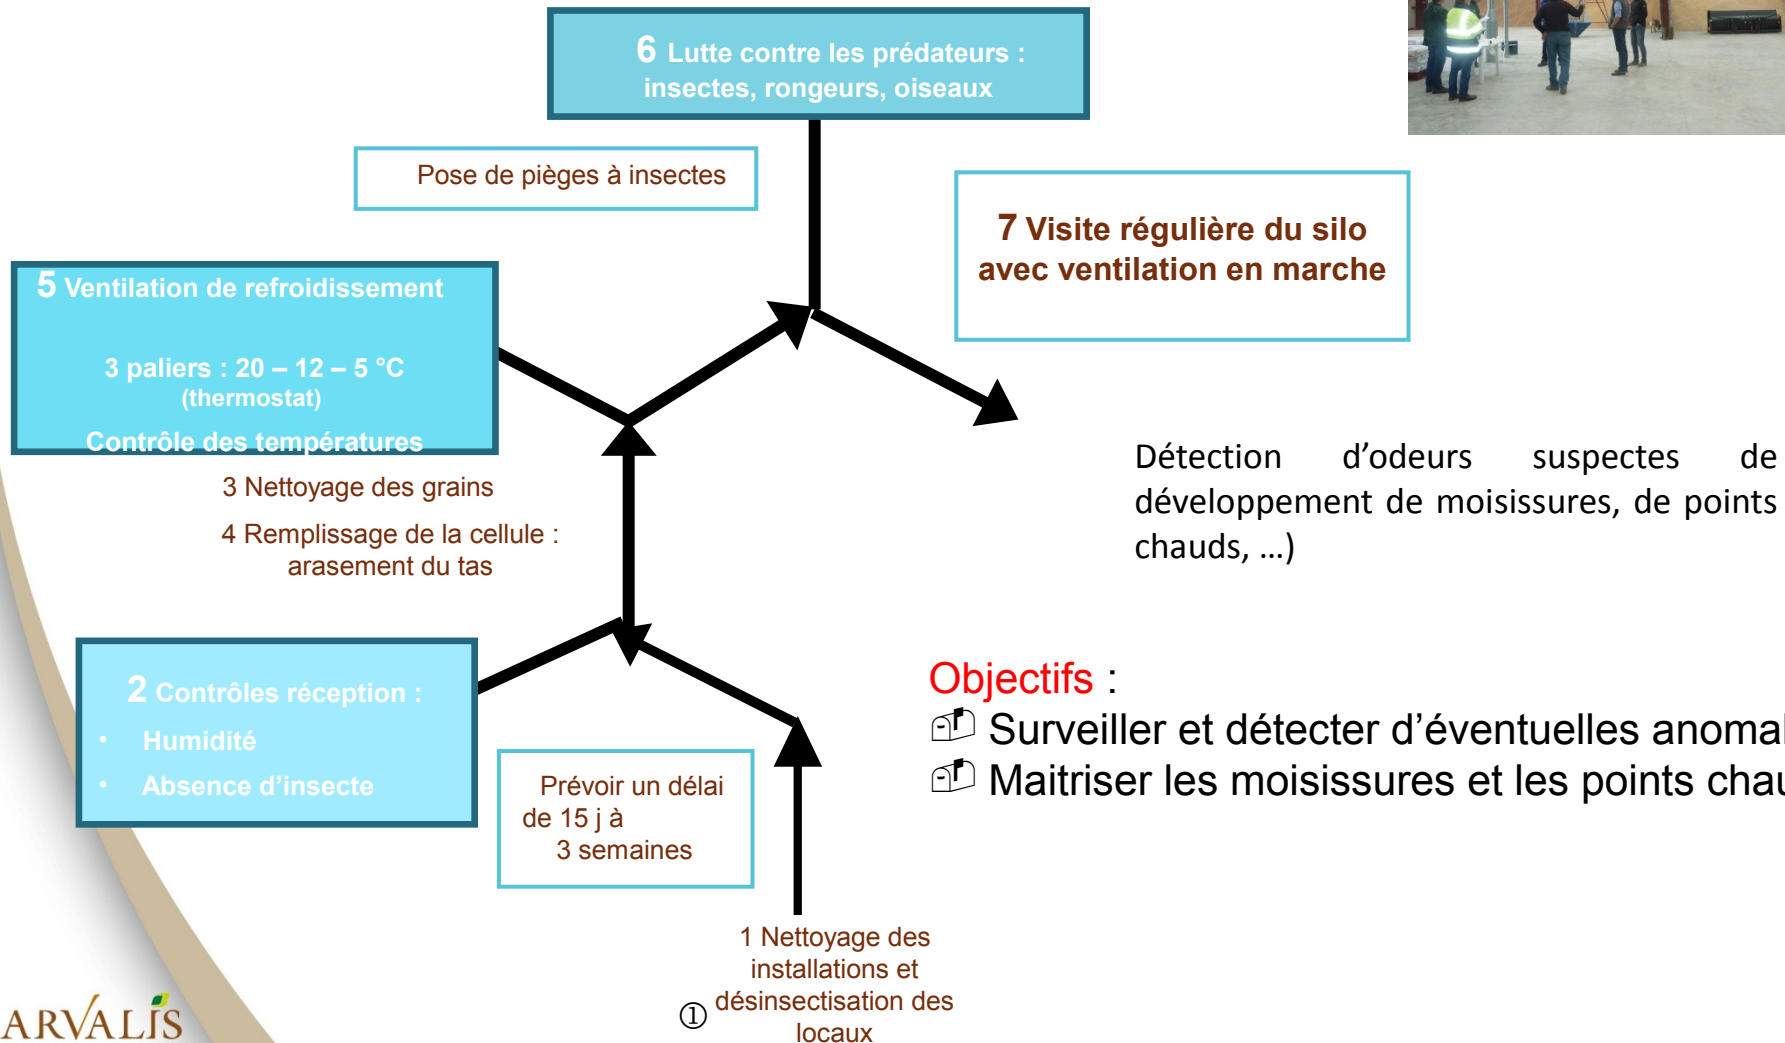 6 Lutte contre les prédateurs :
insectes, rongeurs, oiseaux
Pose de pièges à insectes
7 Visite régulière du silo
avec ventilation en marche
5 Ventilation de refroidissement
3 paliers : 20 – 12 – 5 °C
(thermostat)
Contrôle des températures
3 Nettoyage des grains
4 Remplissage de la cellule :
arasement du tas
Détection d’odeurs suspectes de
développement de moisissures, de points
chauds, …)
2 Contrôles réception :
• Humidité
• Absence d’insecte
Prévoir un délai
de 15 j à
3 semaines
Objectifs :
Surveiller et détecter d’éventuelles
Maitriser les moisissures et les points
1 Nettoyage des
installations et
① désinsectisation des
locaux
ARVALIS